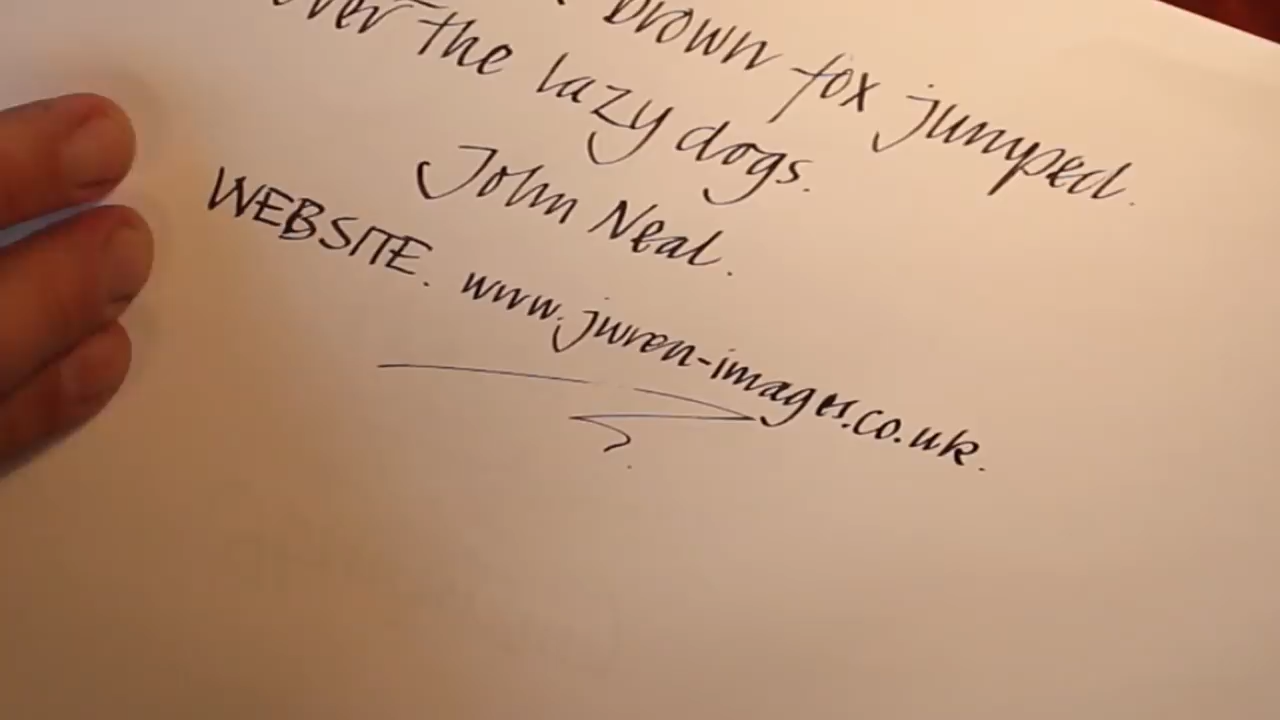 brown fox jumped.
over the lazy dogs.
John Neal.
WEBSITE. www.jwren-images.co.uk.